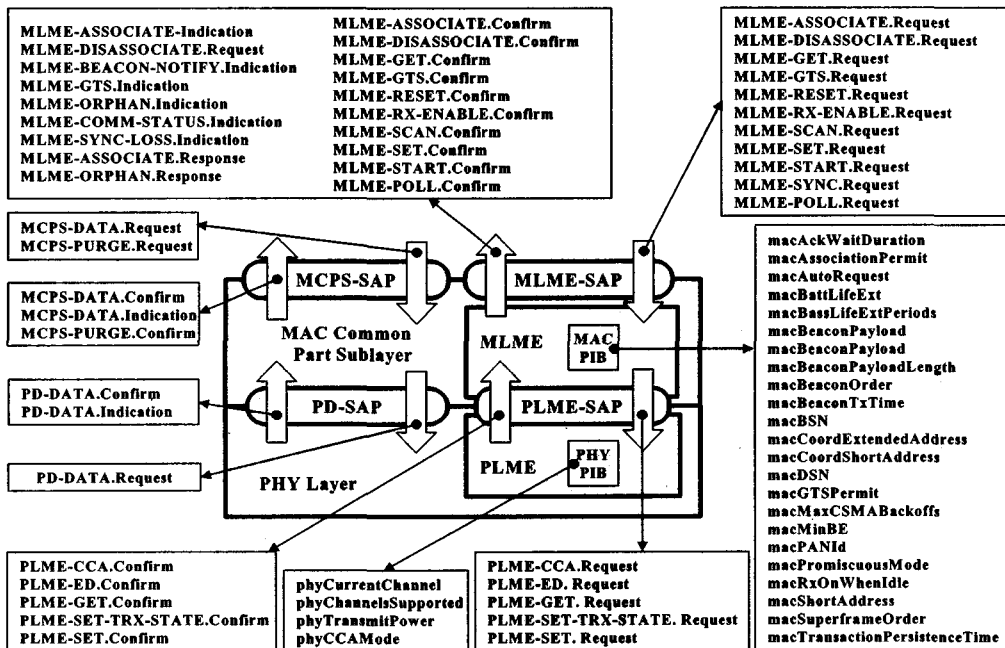 MLME-ASSOCIATE-Indication
MLME-DISASSOCIATE.Request
MLME-BEACON-NOTIFY.Indication
MLME-GTS.Indication
MLME-ORPHAN.Indication
MLME-COMM-STATUS.Indication
MLME-SYNC-LOSS.Indication
MLME-ASSOCIATE.Response
MLME-ORPHAN.Response
MLME-ASSOCIATE.Confirm
MLME-DISASSOCIATE.Confirm
MLME-GET.Confirm
MLME-GTS.Confirm
MLME-RESET.Confirm
MLME-RX-ENABLE.Confirm
MLME-SCAN.Confirm
MLME-SET.Confirm
MLME-START.Confirm
MLME-POLL.Confirm
MLME-ASSOCIATE.Request
MLME-DISASSOCIATE.Request
MLME-GET.Request
MLME-GTS.Request
MLME-RESET.Request
MLME-RX-ENABLE.Request
MLME-SCAN.Request
MLME-SET.Request
MLME-START.Request
MLME-SYNC.Request
MLME-POLL.Request
MCPS-DATA.Request
MCPS-PURGE.Request
MCPS-DATA.Confirm
MCPS-DATA.Indication
MCPS-PURGE.Confirm
MCPS-SAP
MLME-SAP
MAC Common
Part Sublayer
MLME
MAC
PIB
PD-DATA.Confirm
PD-DATA.Indication
PD-SAP
PLME-SAP
PD-DATA.Request
PHY Layer
PLME
PHY
PIB
macAckWaitDuration
macAssociationPermit
macAutoRequest
macBattLifeExt
macBassLifeExtPeriods
macBeaconPayload
macBeaconPayload
macBeaconPayloadLength
macBeaconOrder
macBeaconTxTime
macBSN
macCoordExtendedAddress
macCoordShortAddress
macDSN
macGTSPermit
macMaxCSMABackoffs
macMinBE
macPANId
macPromiscuousMode
macRxOnWhenIdle
macShortAddress
macSuperframeOrder
macTransactionPersistenceTime
PLME-CCA.Confirm
PLME-ED.Confirm
PLME-GET.Confirm
PLME-SET-TRX-STATE.Confirm
PLME-SET.Confirm
phyCurrentChannel
phyChannelsSupported
phyTransmitPower
phyCCAMode
PLME-CCA.Request
PLME-ED. Request
PLME-GET. Request
PLME-SET-TRX-STATE. Request
PLME-SET. Request